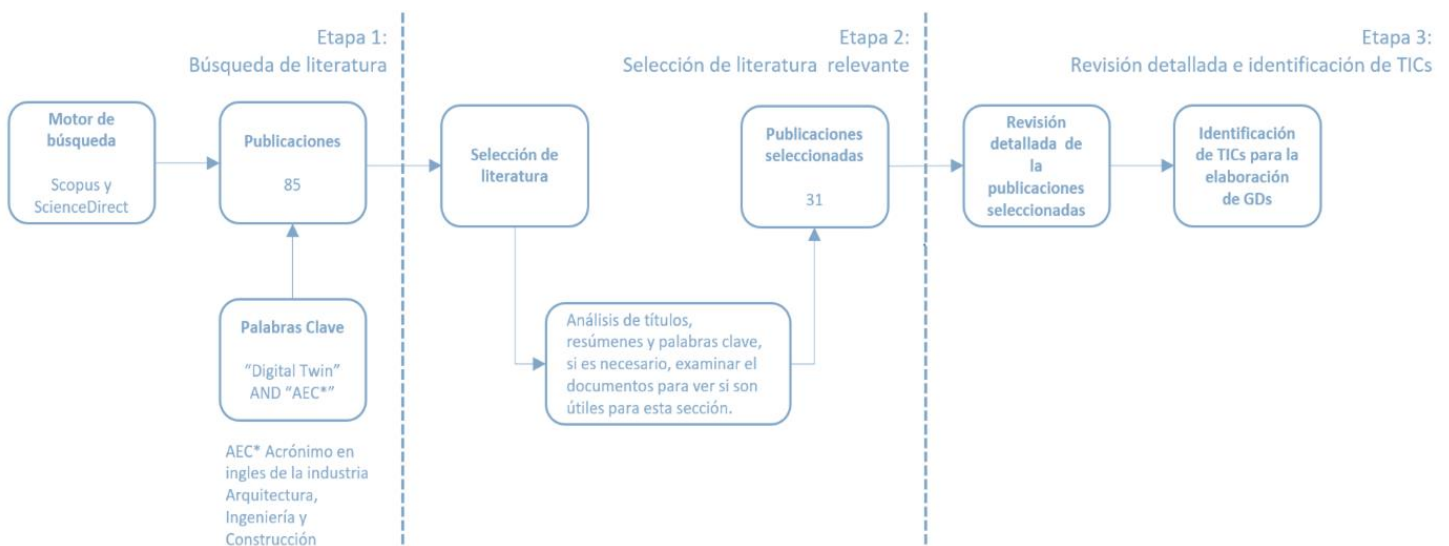 Etapa 1:
Búsqueda de literatura
Motor de
búsqueda
Scopus y
ScienceDirect
Publicaciones
85
Palabras Clave
"Digital Twin"
AND "AEC*"
AEC* Acrónimo en
ingles de la industria
Arquitectura,
Ingeniería y
Construcción
Etapa 2:
Selección de literatura relevante
Selección de
literatura
Análisis de títulos,
resúmenes y palabras clave,
si es necesario, examinar el
documentos para ver si son
útiles para esta sección.
Publicaciones
seleccionadas
31
Etapa 3:
Revisión detallada e identificación de TICs
Revisión
detallada de
la
publicaciones
seleccionadas
Identificación
de TICs para la
elaboración
de GDs